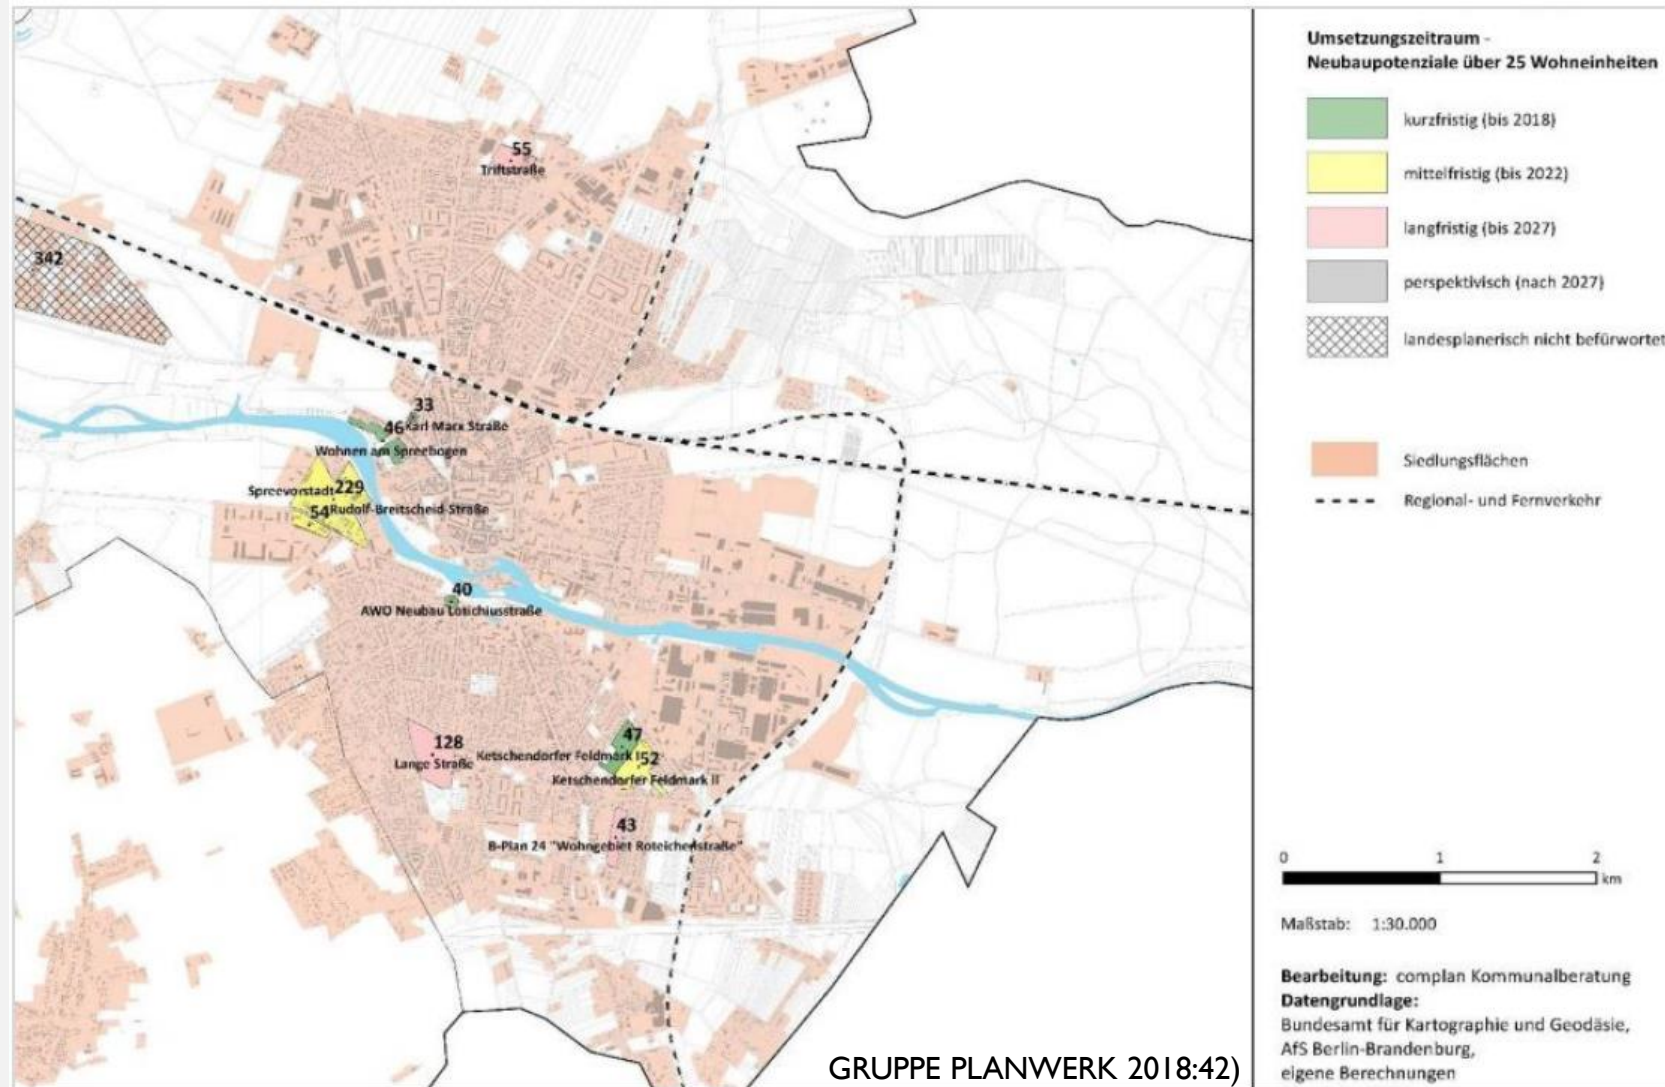 55
Triftstraße
342
33
Karl-Marx Straße
46
Wohnen am Spreebogen
Spreevorstadt 229
54 Rudolf-Breitscheid-Straße
40
AWO Neubau Lotichiusstraße
128
Lange Straße
47
Ketschendorfer Feldmark I
52
Ketschendorfer Feldmark II
43
B-Plan 24 "Wohngebiet Roteichenstraße"
GRUPPE PLANWERK 2018:42)
Umsetzungszeitraum -
Neubaupotenziale über 25 Wohneinheiten
kurzfristig (bis 2018)
mittelfristig (bis 2022)
langfristig (bis 2027)
perspektivisch (nach 2027)
landesplanerisch nicht befürwortet
Siedlungsflächen
Regional- und Fernverkehr
0 1 2
km
Maßstab: 1:30.000
Bearbeitung: complan Kommunalberatung
Datengrundlage:
Bundesamt für Kartographie und Geodäsie,
AfS Berlin-Brandenburg,
eigene Berechnungen